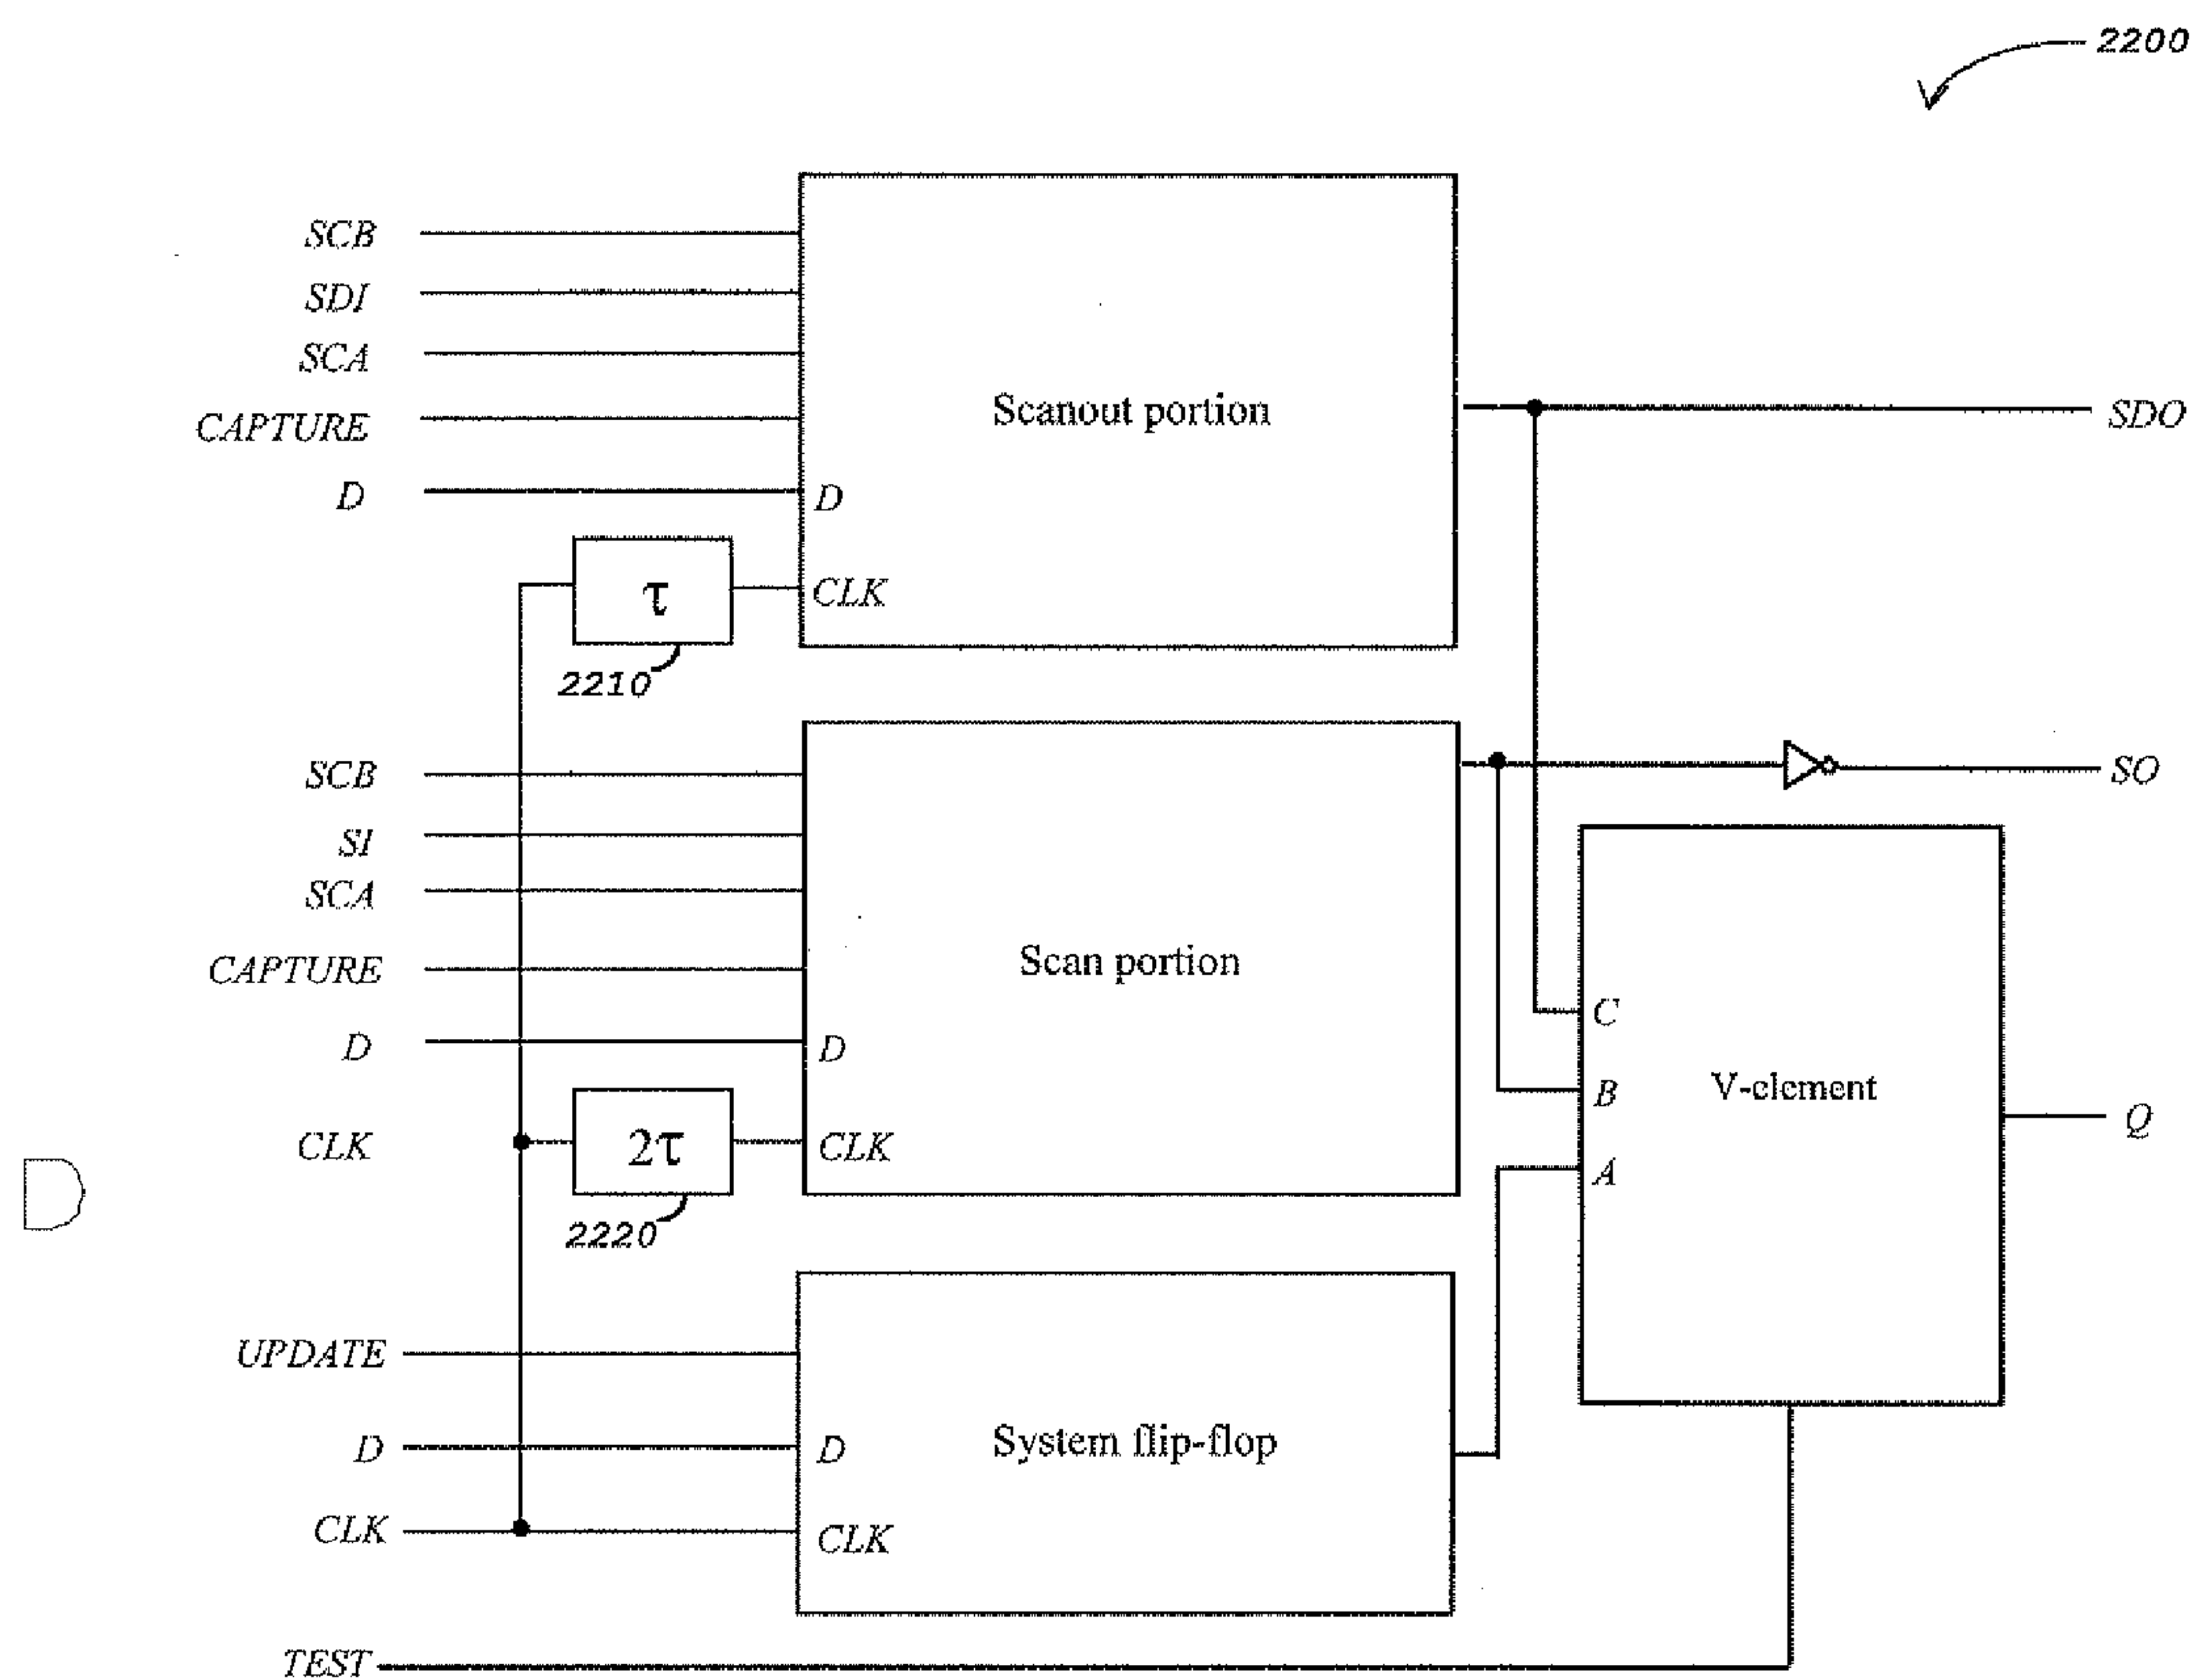 2200
SCB
SDI
SCA
CAPTURE
D D
Scanout portion
SDO
τ
CLK
2210
SCB
SI
SCA
CAPTURE
D D
Scan portion
SO
CLK
2τ
CLK
2220
C
B
A
V-element
Q
UPDATE
D D
System flip-flop
CLK CLK
TEST